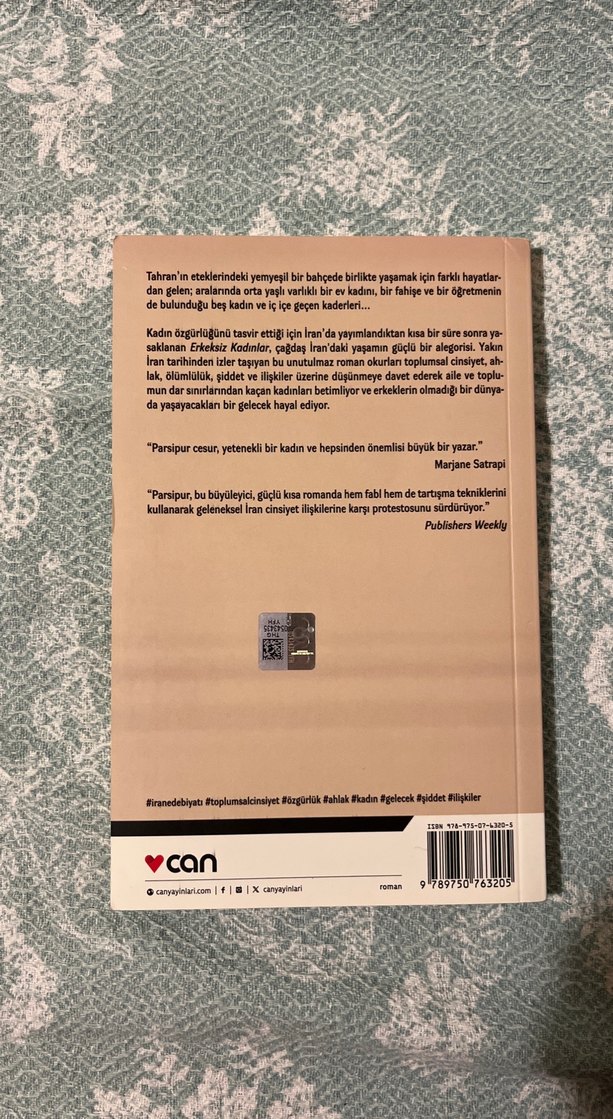 Tahran'ın eteklerindeki yemyeşil bir bahçede birlikte yaşamak için farklı hayatlar-
dan gelen; aralarında orta yaşlı varlıklı bir ev kadını, bir fahişe ve bir öğretmenin
de bulunduğu beş kadın ve iç içe geçen kaderleri...
Kadın özgürlüğünü tasvir ettiği için İran'da yayımlandıktan kısa bir süre sonra ya-
saklanan Erkeksiz Kadınlar, çağdaş İran'daki yaşamın güçlü bir alegorisi. Yakın
İran tarihinden izler taşıyan bu unutulmaz roman okurları toplumsal cinsiyet, ah-
lak, ölümlülük, şiddet ve ilişkiler üzerine düşünmeye davet ederek aile ve toplu-
mun dar sınırlarından kaçan kadınları betimliyor ve erkeklerin olmadığı bir dünya-
da yaşayacakları bir gelecek hayal ediyor.
"Parsipur cesur, yetenekli bir kadın ve hepsinden önemlisi büyük bir yazar."
Marjane Satrapi
"Parsipur, bu büyüleyici, güçlü kısa romanda hem fabl hem de tartışma tekniklerini
kullanarak geleneksel İran cinsiyet ilişkilerine karşı protestosunu sürdürüyor."
Publishers Weekly
THG
YFH
#iranedebiyatı #toplumsalcinsiyet #özgürlük #ahlak #kadın #gelecek #şiddet #ilişkiler
ISBN 978-975-07-6320-5
can
canyayinlari.com | f | X canyayinlari
roman
9 789750 763205